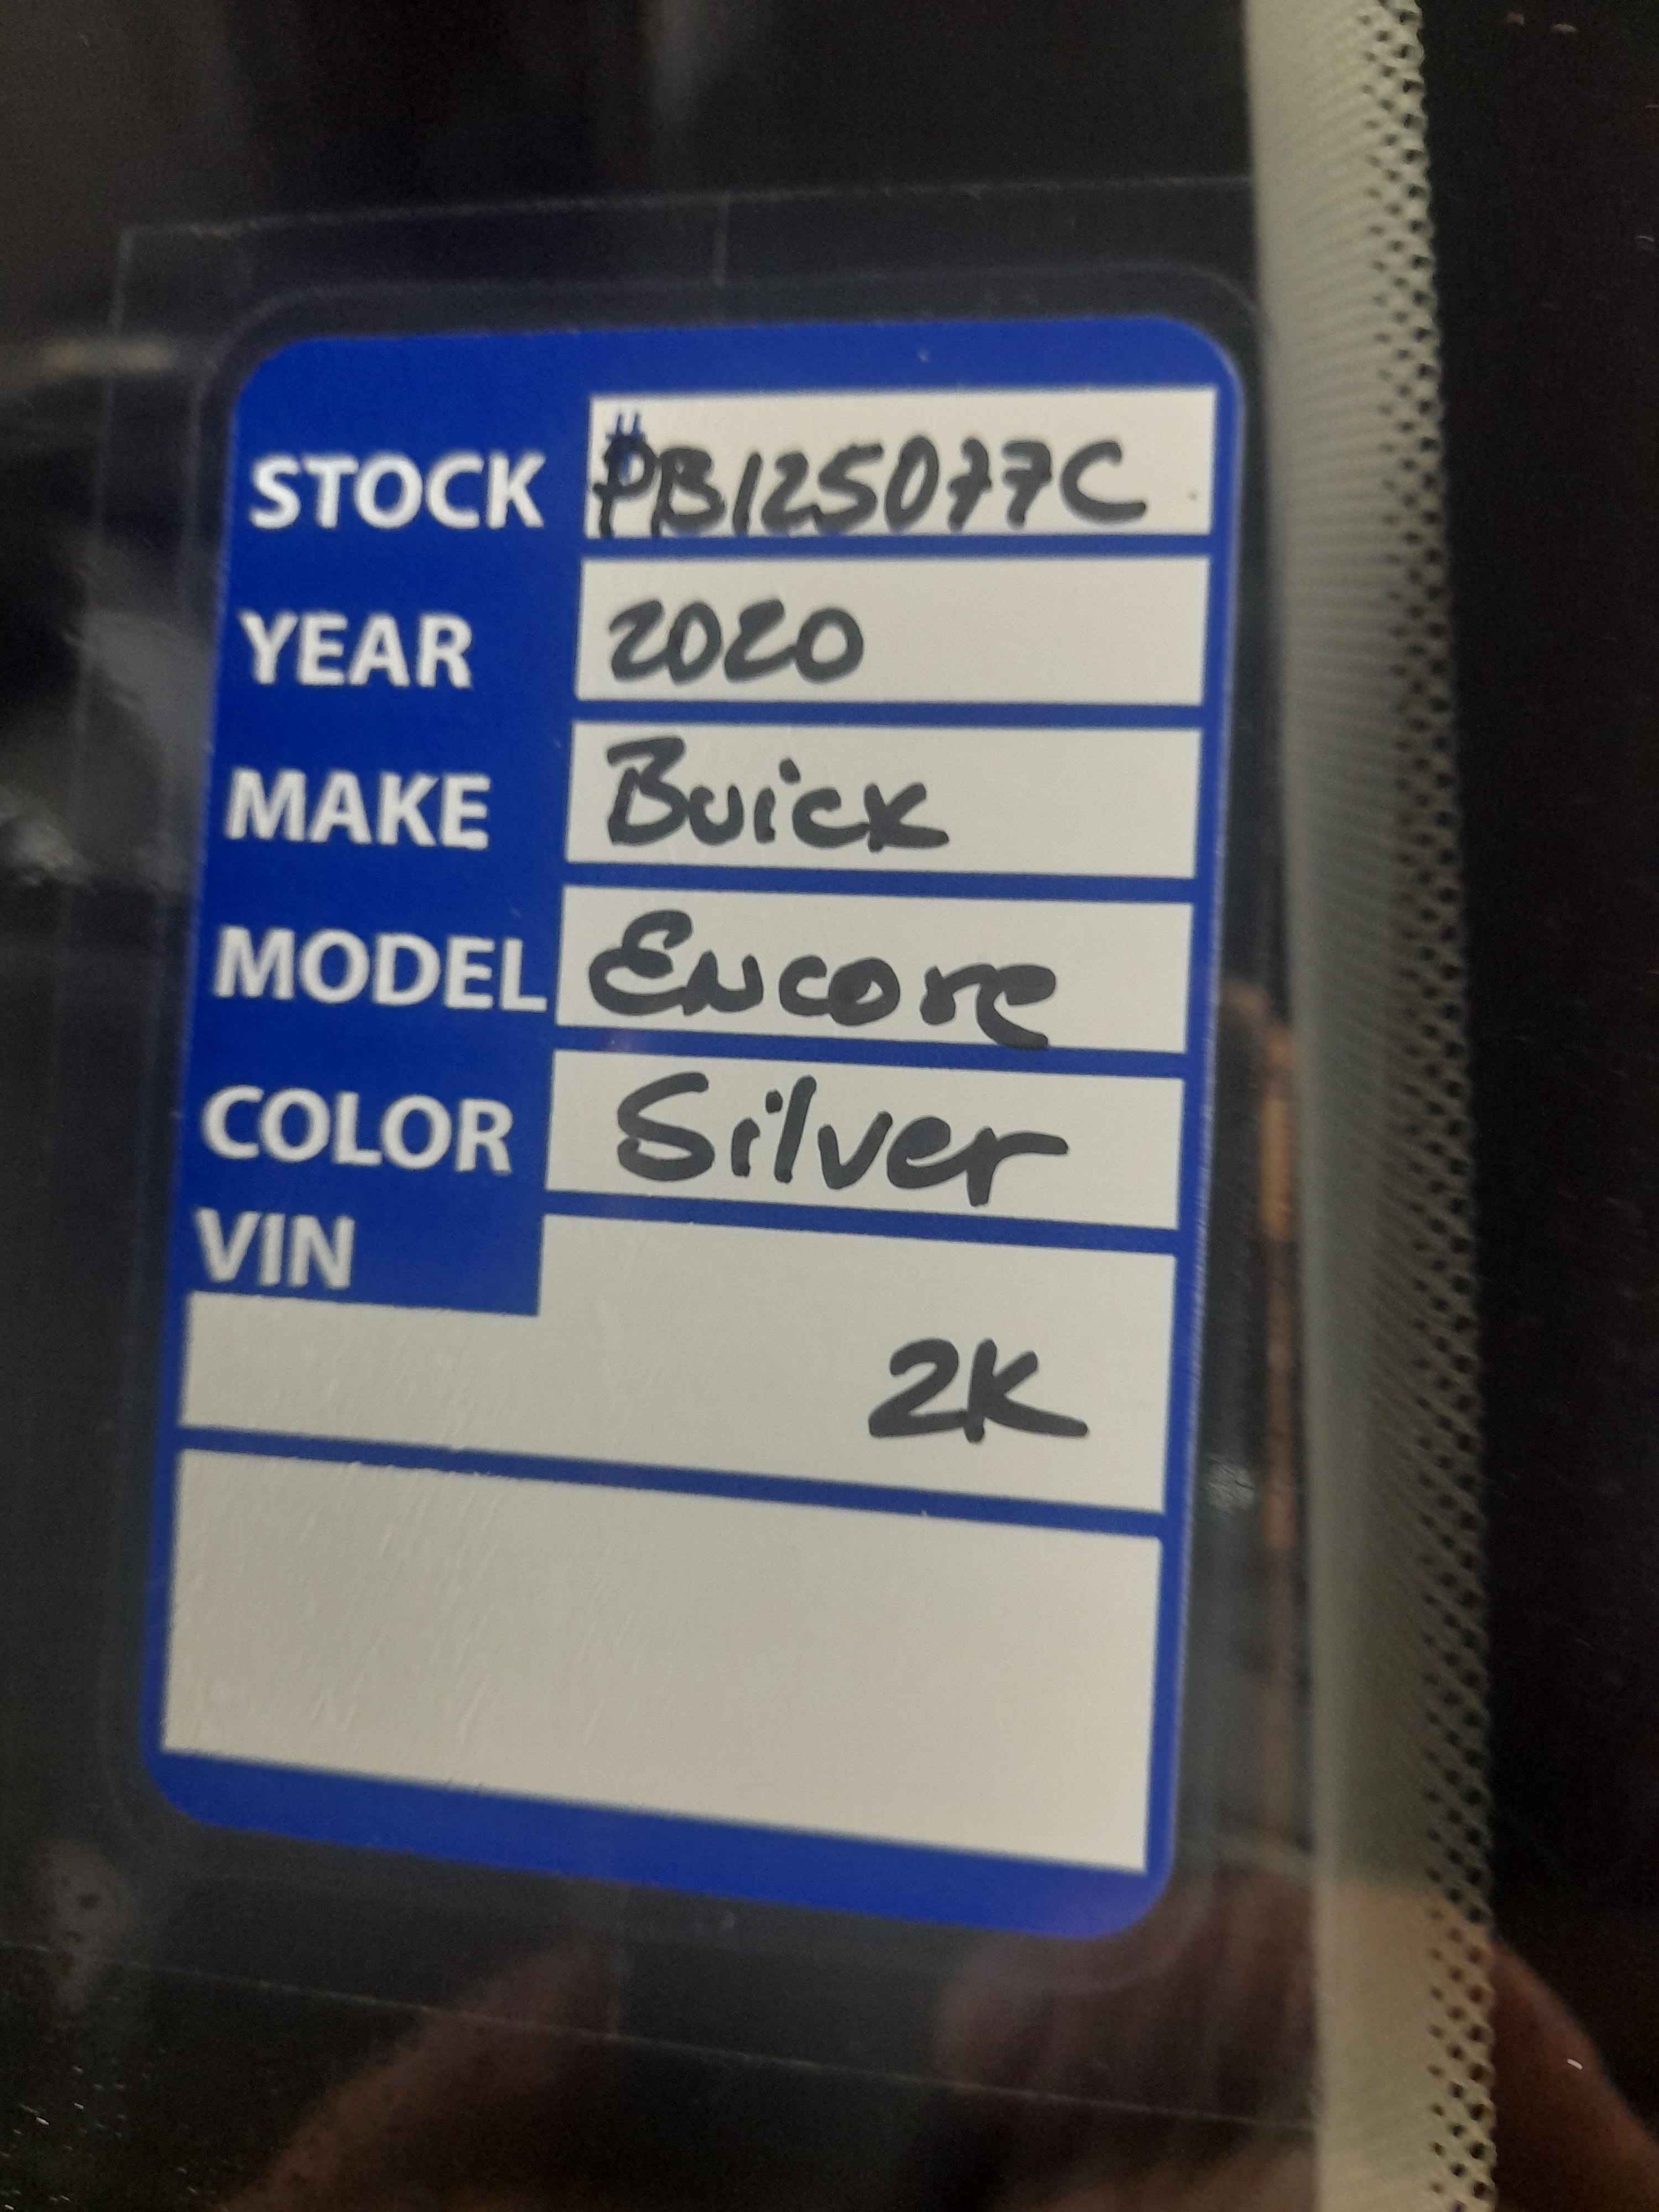 STOCK #PB125077C
YEAR 2020
MAKE Buick
MODEL Encore
COLOR Silver
VIN
2K